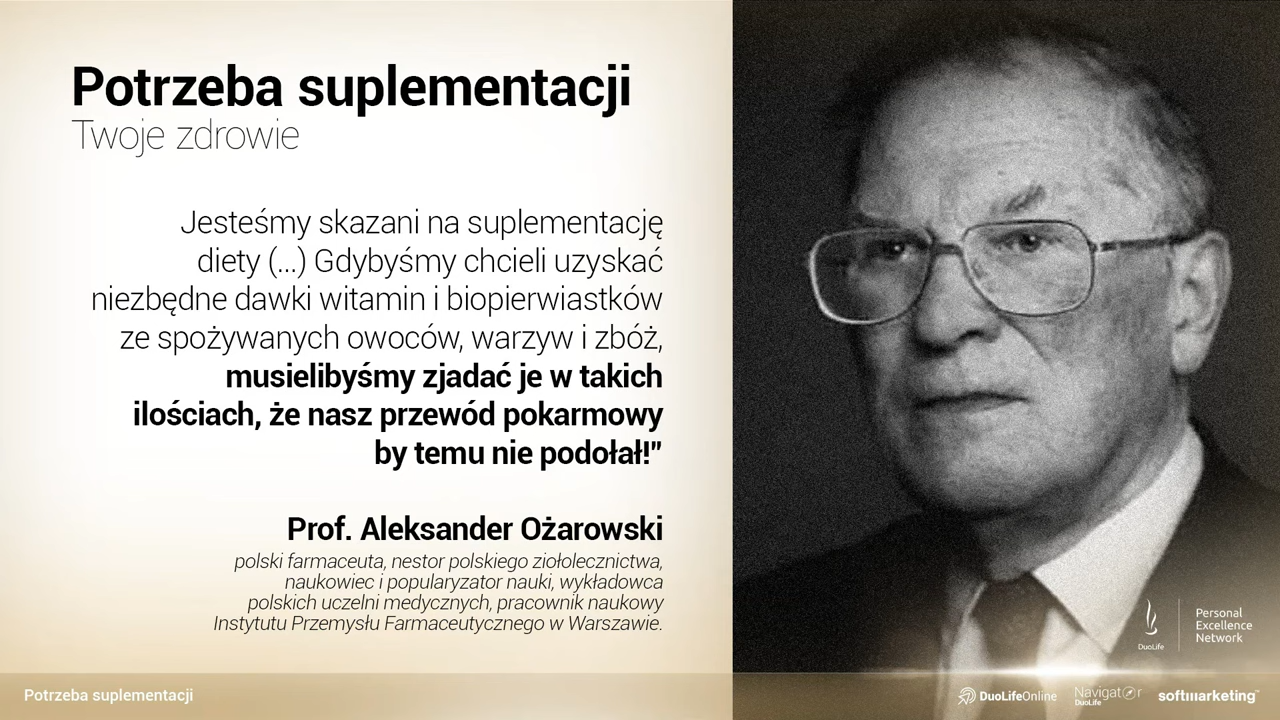 Potrzeba suplementacji
Twoje zdrowie
Jesteśmy skazani na suplementację
diety (...) Gdybyśmy chcieli uzyskać
niezbędne dawki witamin i biopierwiastków
ze spożywanych owoców, warzyw i zbóż,
musielibyśmy zjadać je w takich
ilościach, że nasz przewód pokarmowy
by temu nie podołał!"
Prof. Aleksander Ożarowski
polski farmaceuta, nestor polskiego ziołolecznictwa,
naukowiec i popularyzator nauki, wykładowca
polskich uczelni medycznych, pracownik naukowy
Instytutu Przemysłu Farmaceutycznego w Warszawie.
DuoLife
Personal
Excellence
Network
Potrzeba suplementacji
DuoLifeOnline
Navigator
DuoLife
softmarketing™